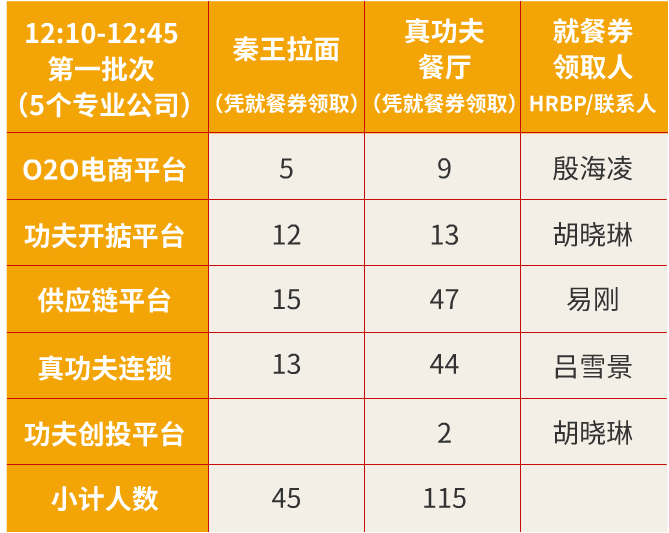 12:10-12:45
第一批次
（5个专业公司）
秦王拉面
（凭就餐券领取）
真功夫
餐厅
（凭就餐券领取）
就餐券
领取人
HRBP/联系人
O2O电商平台
5
9
殷海凌
功夫开掂平台
12
13
胡晓琳
供应链平台
15
47
易刚
真功夫连锁
13
44
吕雪景
功夫创投平台
2
胡晓琳
小计人数
45
115